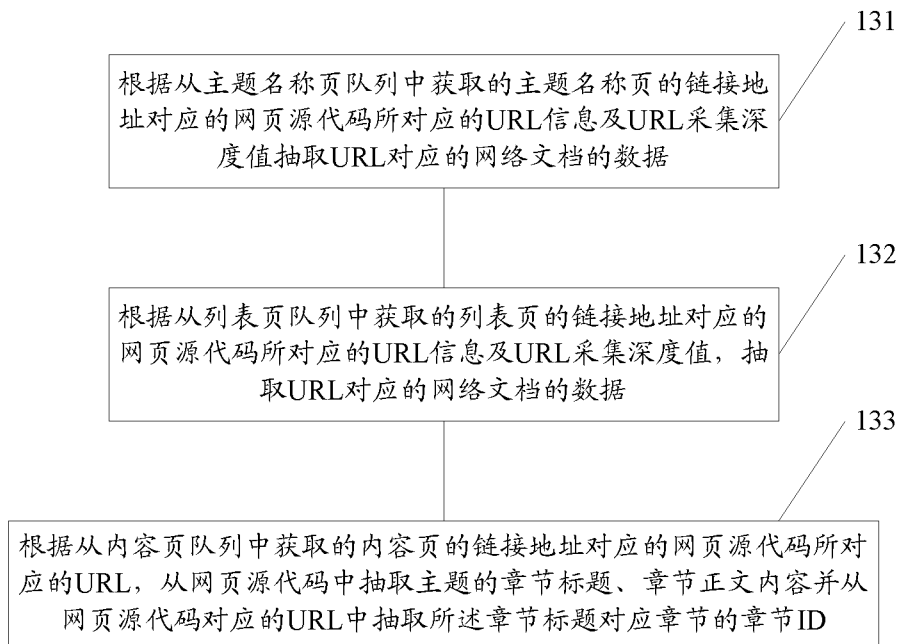 131
根据从主题名称页队列中获取的主题名称页的链接地
址对应的网页源代码所对应的URL信息及URL采集深
度值抽取URL对应的网络文档的数据
132
根据从列表页队列中获取的列表页的链接地址对应的
网页源代码所对应的URL信息及URL采集深度值，抽
取URL对应的网络文档的数据
133
根据从内容页队列中获取的内容页的链接地址对应的网页源代码所对
应的URL，从网页源代码中抽取主题的章节标题、章节正文内容并从
网页源代码对应的URL中抽取所述章节标题对应章节的章节ID